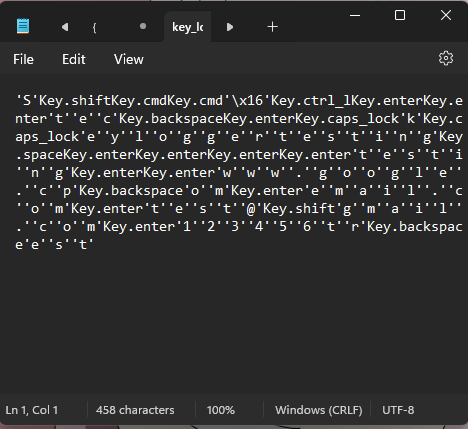 {
key_lo
File
Edit
View
'S'Key.shiftKey.cmdKey.cmd'\x16'Key.ctrl_lKey.enterKey.e
nter't''e''c'Key.backspaceKey.enterKey.caps_lock'k'Key.c
aps_lock'e''y''l''o''g''g''e''r''t''e''s''t''i''n''g'Key
.spaceKey.enterKey.enterKey.enterKey.enter't''e''s''t''i
''n''g'Key.enterKey.enter'w''w''w''.''g''o''o''g''l''e''
.''c''p'Key.backspace'o''m'Key.enter'e''m''a''i''l''.''c
''o''m'Key.enter't''e''s''t''@'Key.shift'g''m''a''i''l''
.''c''o''m'Key.enter'1''2''3''4''5''6''t''r'Key.backspac
e'e''s''t'
Ln 1, Col 1
458 characters
100%
Windows (CRLF)
UTF-8